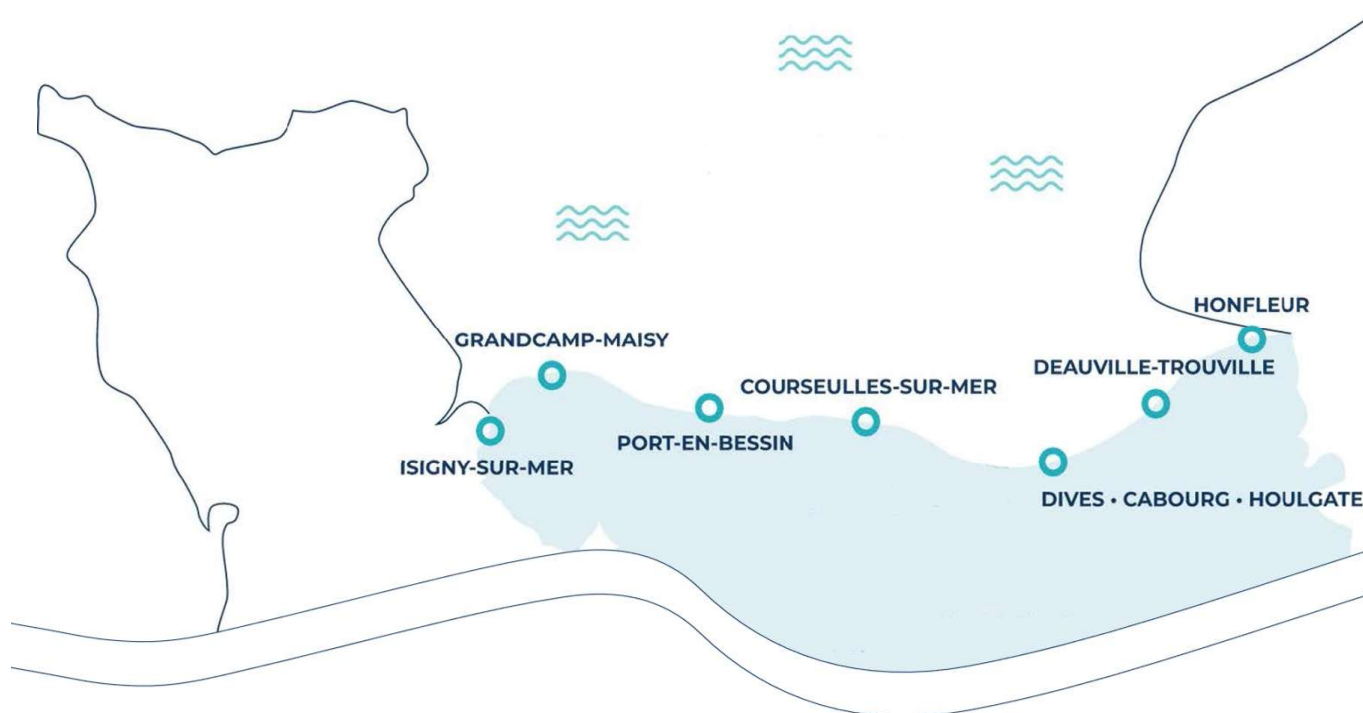 HONFLEUR
GRANDCAMP-MAISY
DEAUVILLE-TROUVILLE
COURSEULLES-SUR-MER
PORT-EN-BESSIN
ISIGNY-SUR-MER
DIVES • CABOURG • HOULGATE